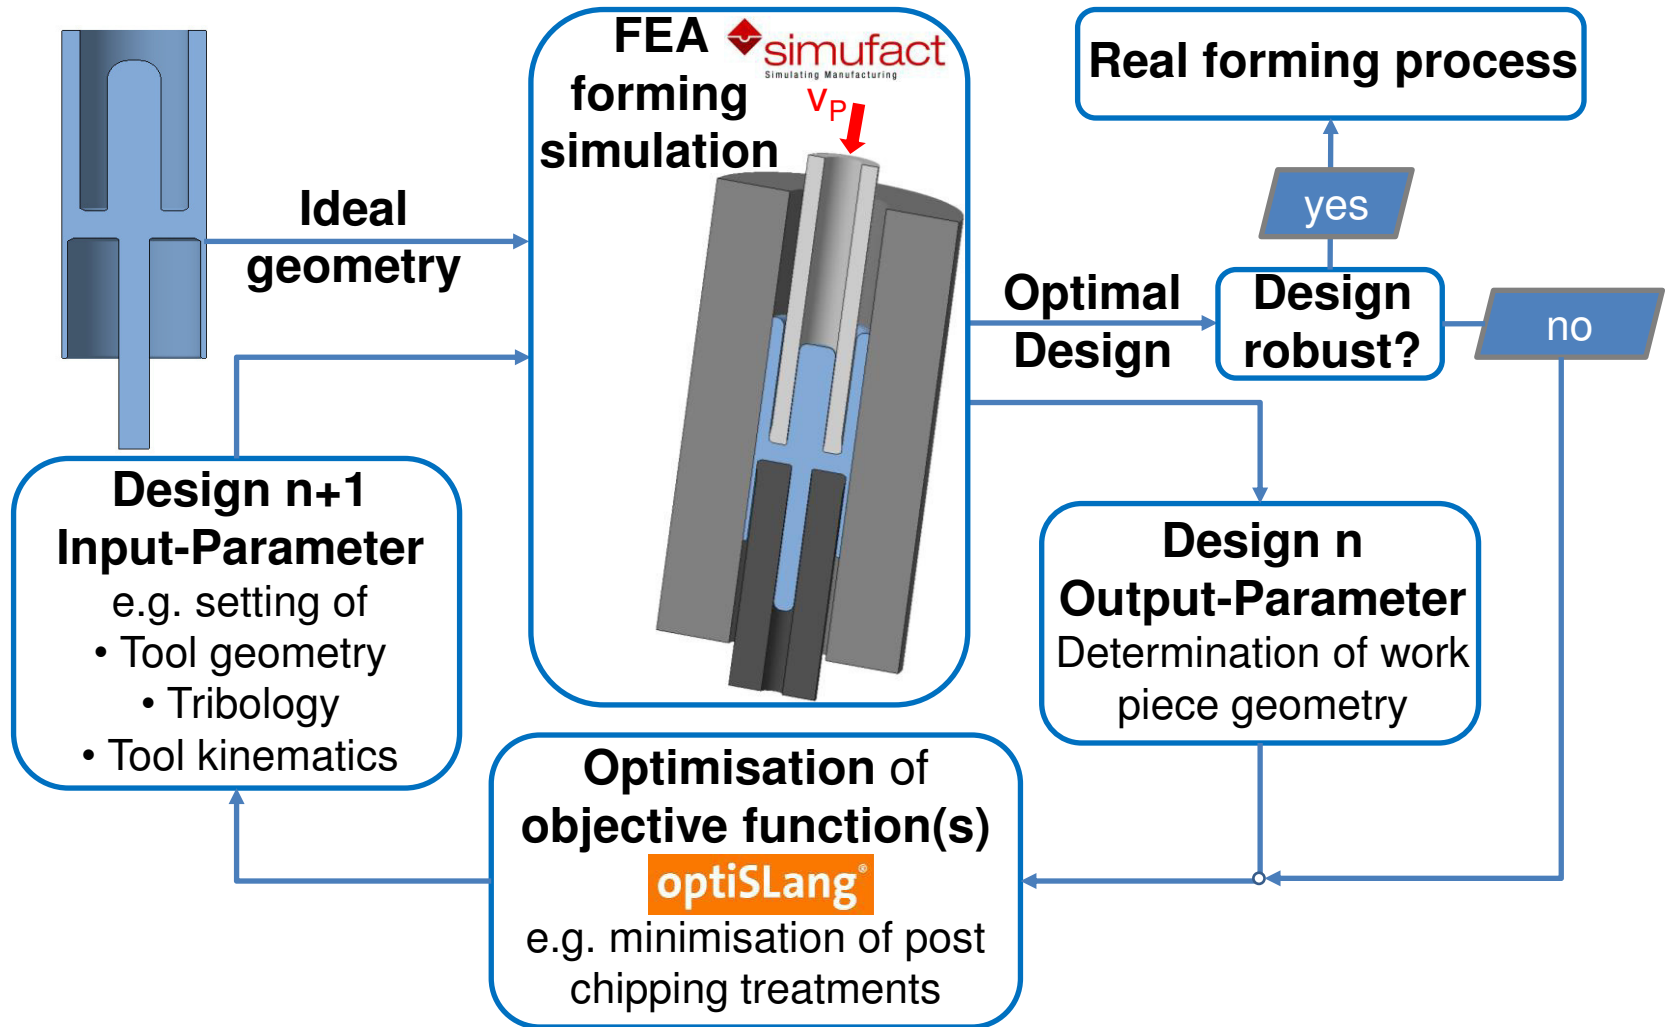 FEA
simufact
Simulating Manufacturing
forming
simulation
vP
Real forming process
yes
Ideal
geometry
Optimal
Design
Design
robust?
no
Design n+1
Input-Parameter
e.g. setting of
• Tool geometry
• Tribology
• Tool kinematics
Design n
Output-Parameter
Determination of work
piece geometry
Optimisation of
objective function(s)
optiSLang®
e.g. minimisation of post
chipping treatments